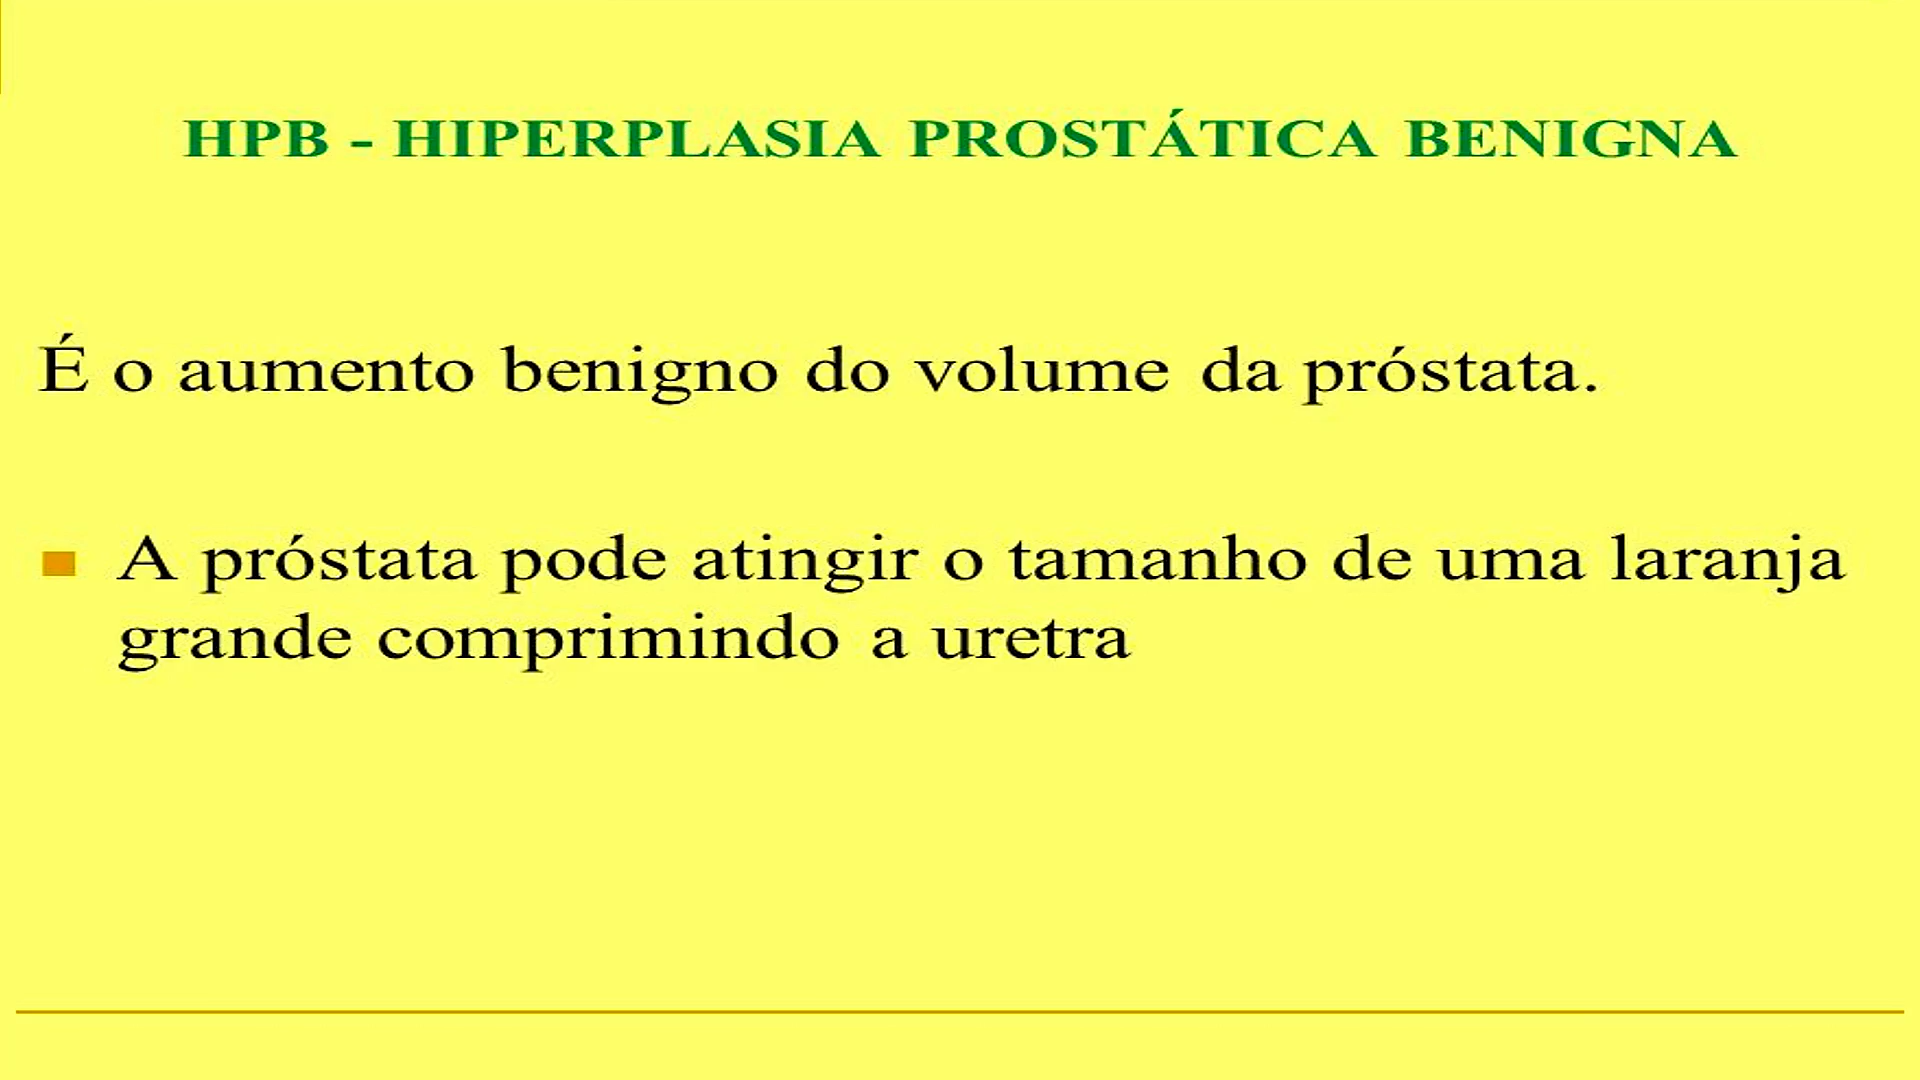 HPB - HIPERPLASIA PROSTÁTICA BENIGNA
É o aumento benigno do volume da próstata.
A próstata pode atingir o tamanho de uma laranja
grande comprimindo a uretra